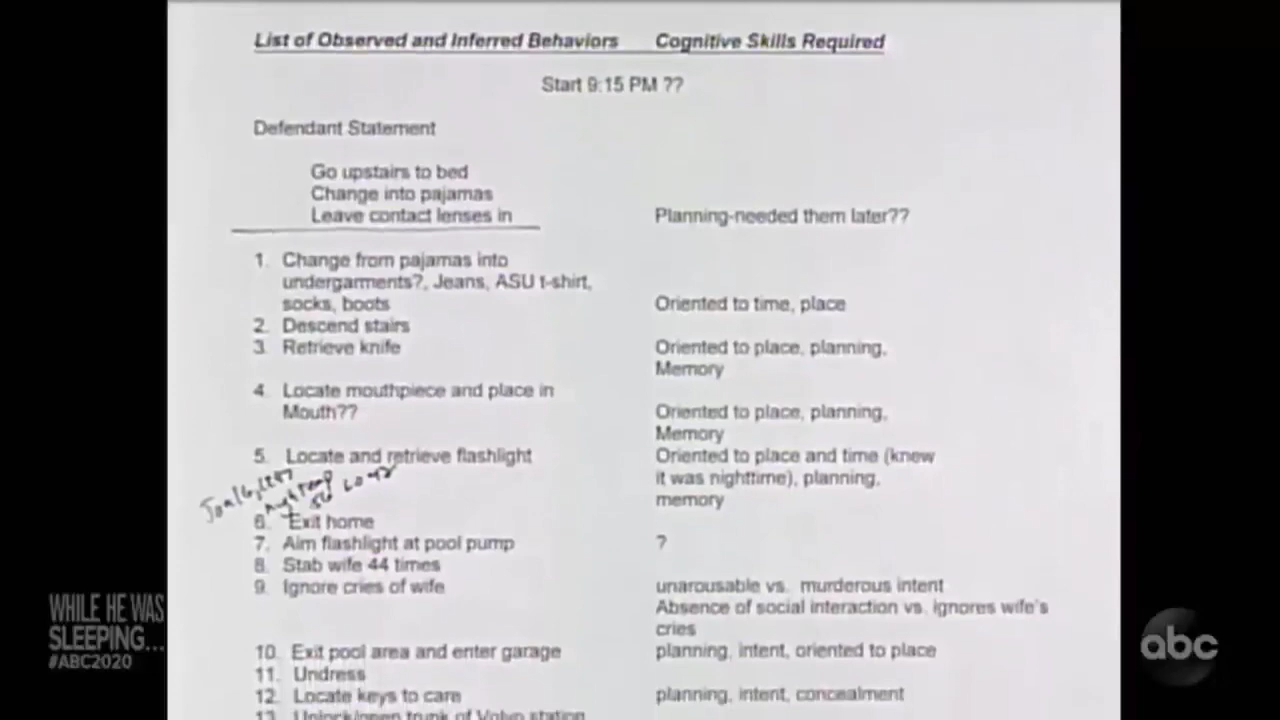 List of Observed and Inferred Behaviors Cognitive Skills Required
Start 9:15 PM ??
Defendant Statement
Go upstairs to bed
Change into pajamas
Leave contact lenses in Planning-needed them later??
1. Change from pajamas into
undergarments?, Jeans, ASU t-shirt,
socks, boots Oriented to time, place
2. Descend stairs
3. Retrieve knife Oriented to place, planning,
Memory
4. Locate mouthpiece and place in
Mouth?? Oriented to place, planning,
Memory
5. Locate and retrieve flashlight Oriented to place and time (knew
it was nighttime), planning,
memory
6. Exit home
7. Aim flashlight at pool pump ?
8. Stab wife 44 times
9. Ignore cries of wife unarousable vs. murderous intent
Absence of social interaction vs. ignores wife's
cries
10. Exit pool area and enter garage planning, intent, oriented to place
11. Undress
12. Locate keys to care planning, intent, concealment
13. Unlock/open trunk of Volvo station
WHILE HE WAS
SLEEPING...
#ABC2020
abc